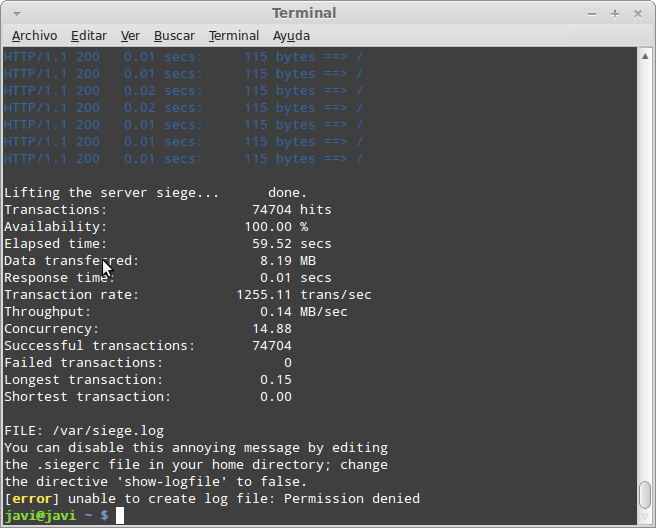 Terminal
Archivo Editar Ver Buscar Terminal Ayuda
HTTP/1.1 200   0.01 secs:     115 bytes ==> /
HTTP/1.1 200   0.01 secs:     115 bytes ==> /
HTTP/1.1 200   0.02 secs:     115 bytes ==> /
HTTP/1.1 200   0.02 secs:     115 bytes ==> /
HTTP/1.1 200   0.01 secs:     115 bytes ==> /
HTTP/1.1 200   0.01 secs:     115 bytes ==> /
HTTP/1.1 200   0.01 secs:     115 bytes ==> /
Lifting the server siege...      done.
Transactions:                  74704 hits
Availability:                 100.00 %
Elapsed time:                  59.52 secs
Data transferred:               8.19 MB
Response time:                  0.01 secs
Transaction rate:            1255.11 trans/sec
Throughput:                     0.14 MB/sec
Concurrency:                   14.88
Successful transactions:       74704
Failed transactions:               0
Longest transaction:            0.15
Shortest transaction:           0.00
FILE: /var/siege.log
You can disable this annoying message by editing
the .siegerc file in your home directory; change
the directive 'show-logfile' to false.
[error] unable to create log file: Permission denied
javi@javi ~ $